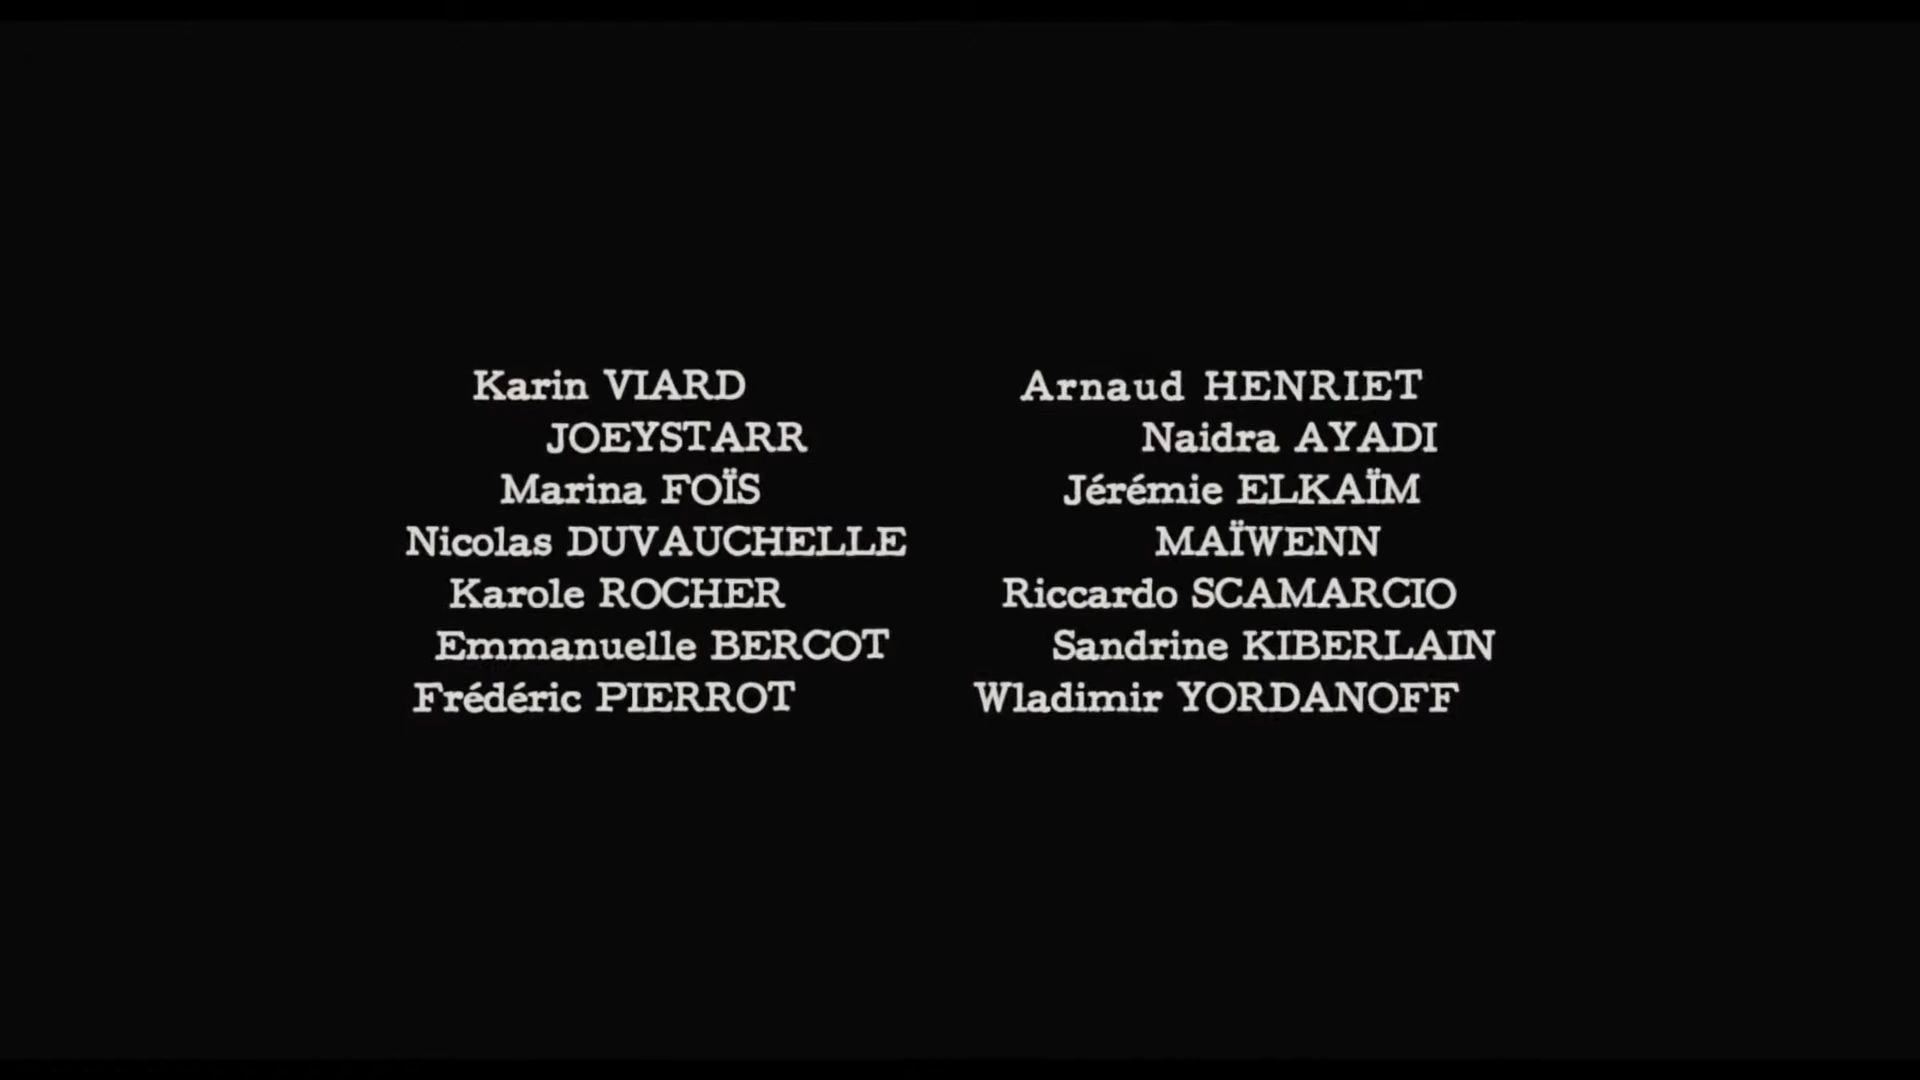 Karin VIARD
JOEYSTARR
Marina FOÏS
Nicolas DUVAUCHELLE
Karole ROCHER
Emmanuelle BERCOT
Frédéric PIERROT
Arnaud HENRIET
Naidra AYADI
Jérémie ELKAÏM
MAÏWENN
Riccardo SCAMARCIO
Sandrine KIBERLAIN
Wladimir YORDANOFF